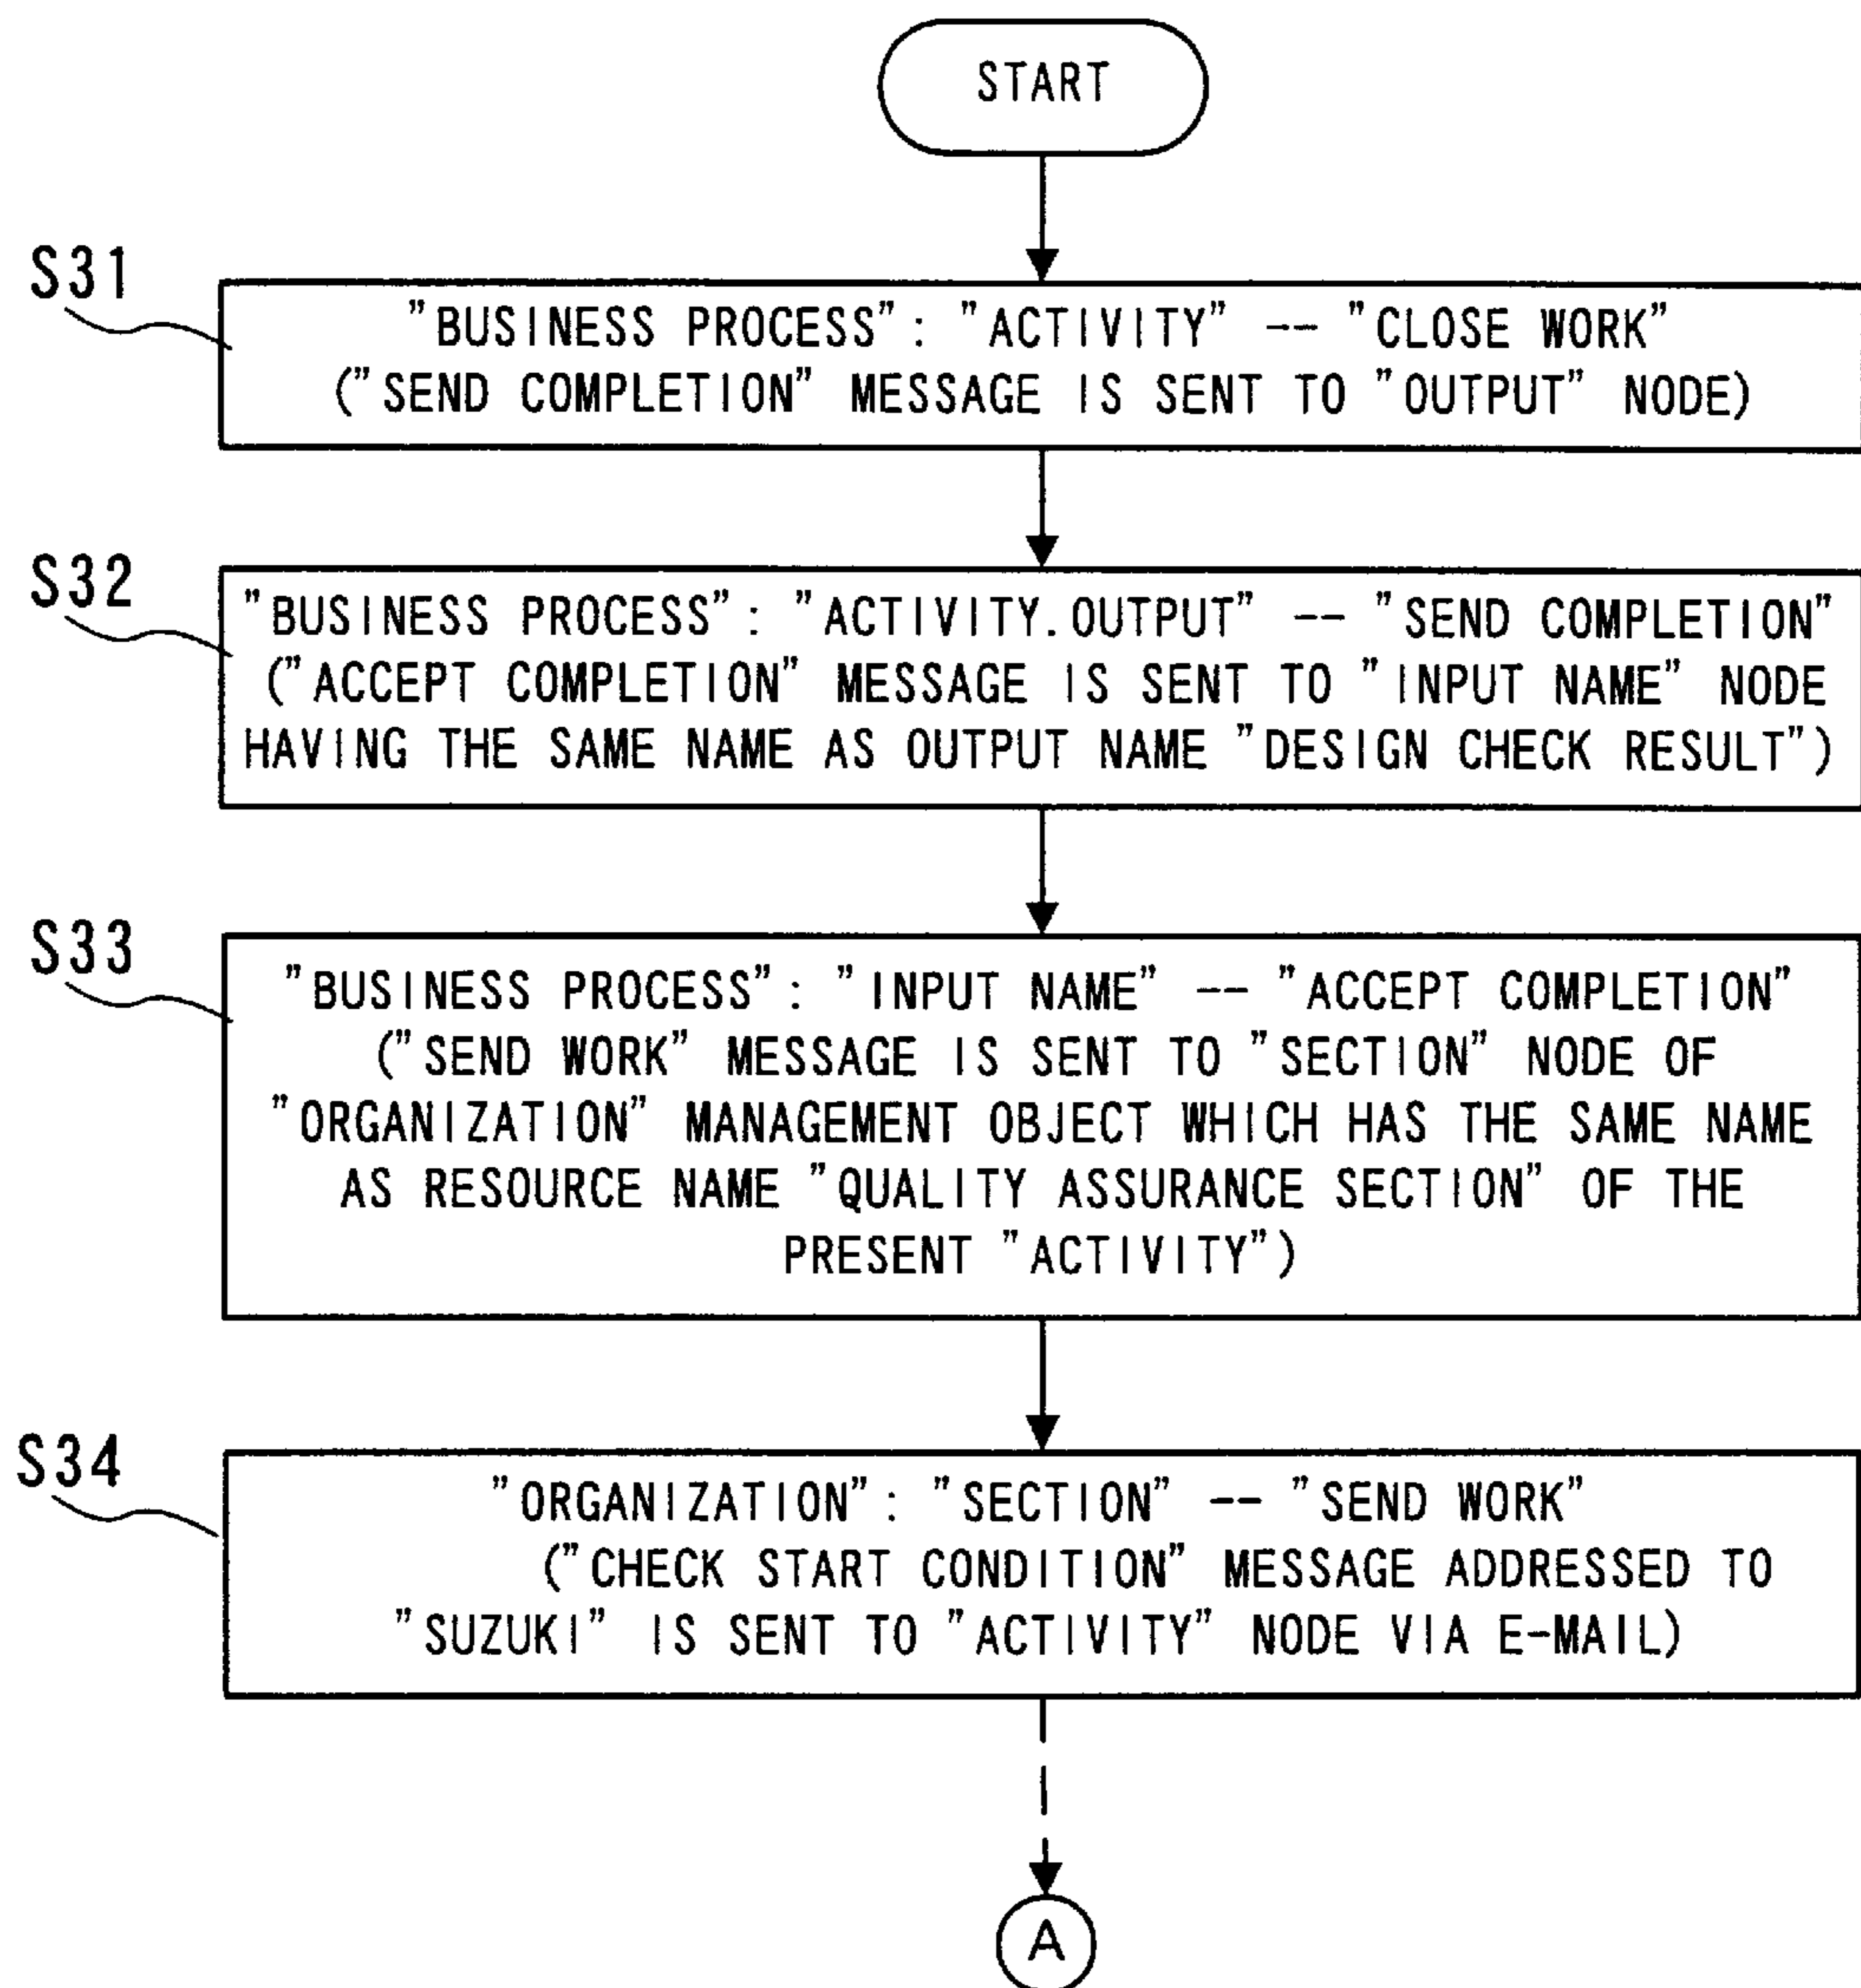 START
S31
"BUSINESS PROCESS": "ACTIVITY" -- "CLOSE WORK"
("SEND COMPLETION" MESSAGE IS SENT TO "OUTPUT" NODE)
S32
"BUSINESS PROCESS": "ACTIVITY.OUTPUT" -- "SEND COMPLETION"
("ACCEPT COMPLETION" MESSAGE IS SENT TO "INPUT NAME" NODE
HAVING THE SAME NAME AS OUTPUT NAME "DESIGN CHECK RESULT")
S33
"BUSINESS PROCESS": "INPUT NAME" -- "ACCEPT COMPLETION"
("SEND WORK" MESSAGE IS SENT TO "SECTION" NODE OF
"ORGANIZATION" MANAGEMENT OBJECT WHICH HAS THE SAME NAME
AS RESOURCE NAME "QUALITY ASSURANCE SECTION" OF THE
PRESENT "ACTIVITY")
S34
"ORGANIZATION": "SECTION" -- "SEND WORK"
("CHECK START CONDITION" MESSAGE ADDRESSED TO
"SUZUKI" IS SENT TO "ACTIVITY" NODE VIA E-MAIL)
A